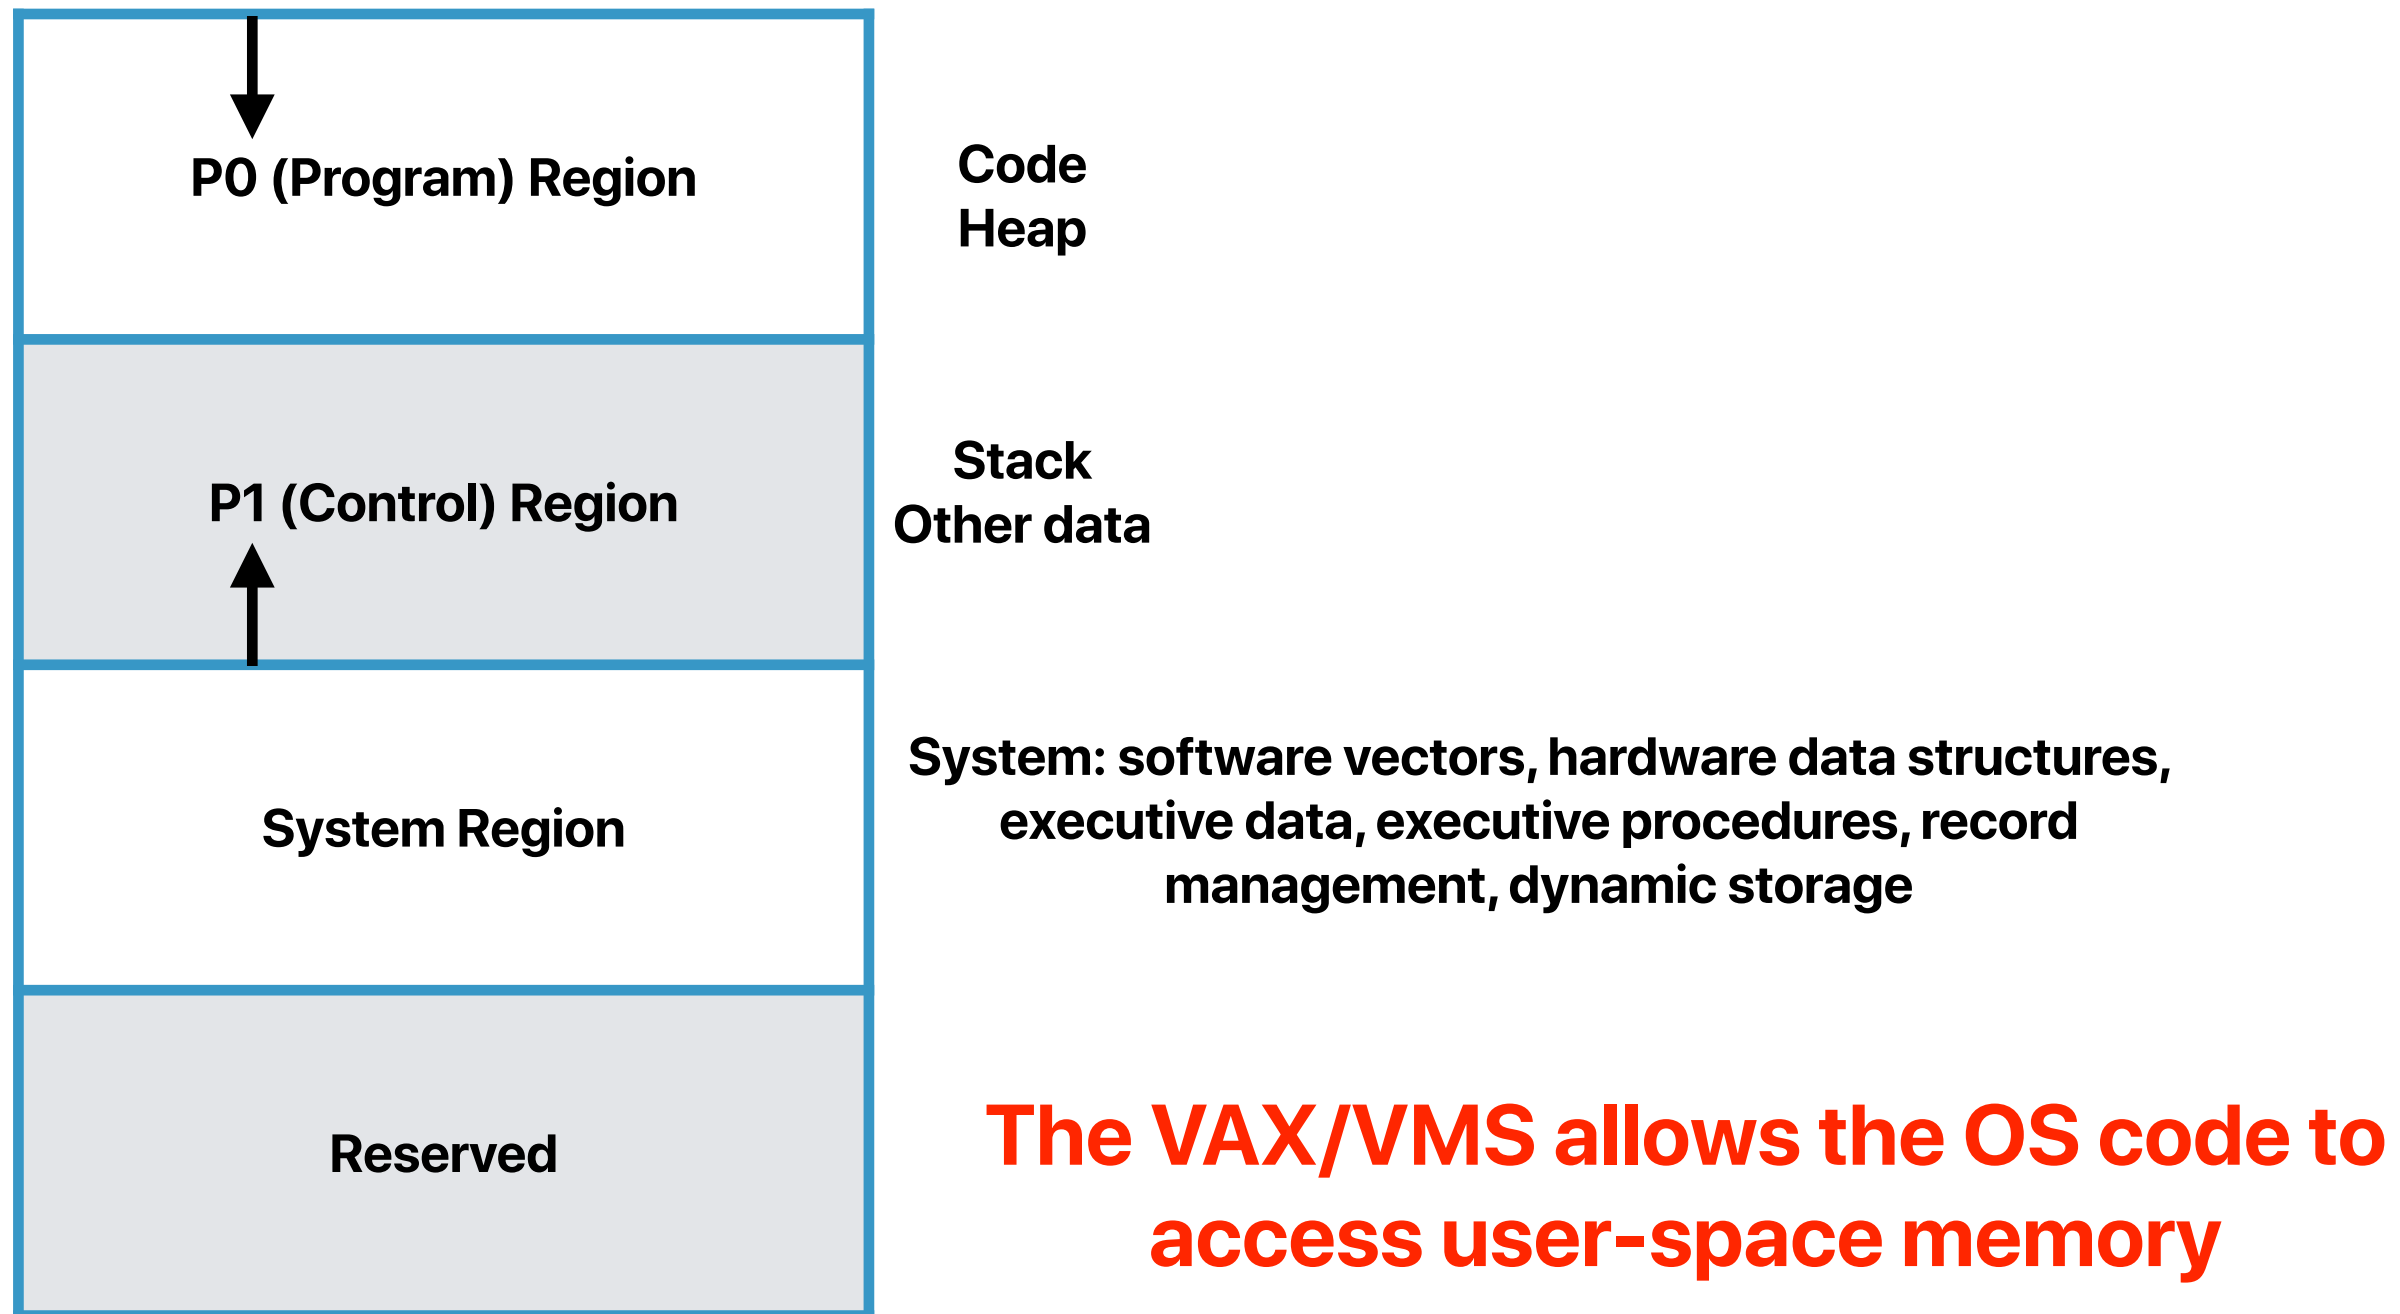 P0 (Program) Region
Code
Heap
P1 (Control) Region
Stack
Other data
System Region
System: software vectors, hardware data structures,
executive data, executive procedures, record
management, dynamic storage
Reserved
The VAX/VMS allows the OS code to
access user-space memory